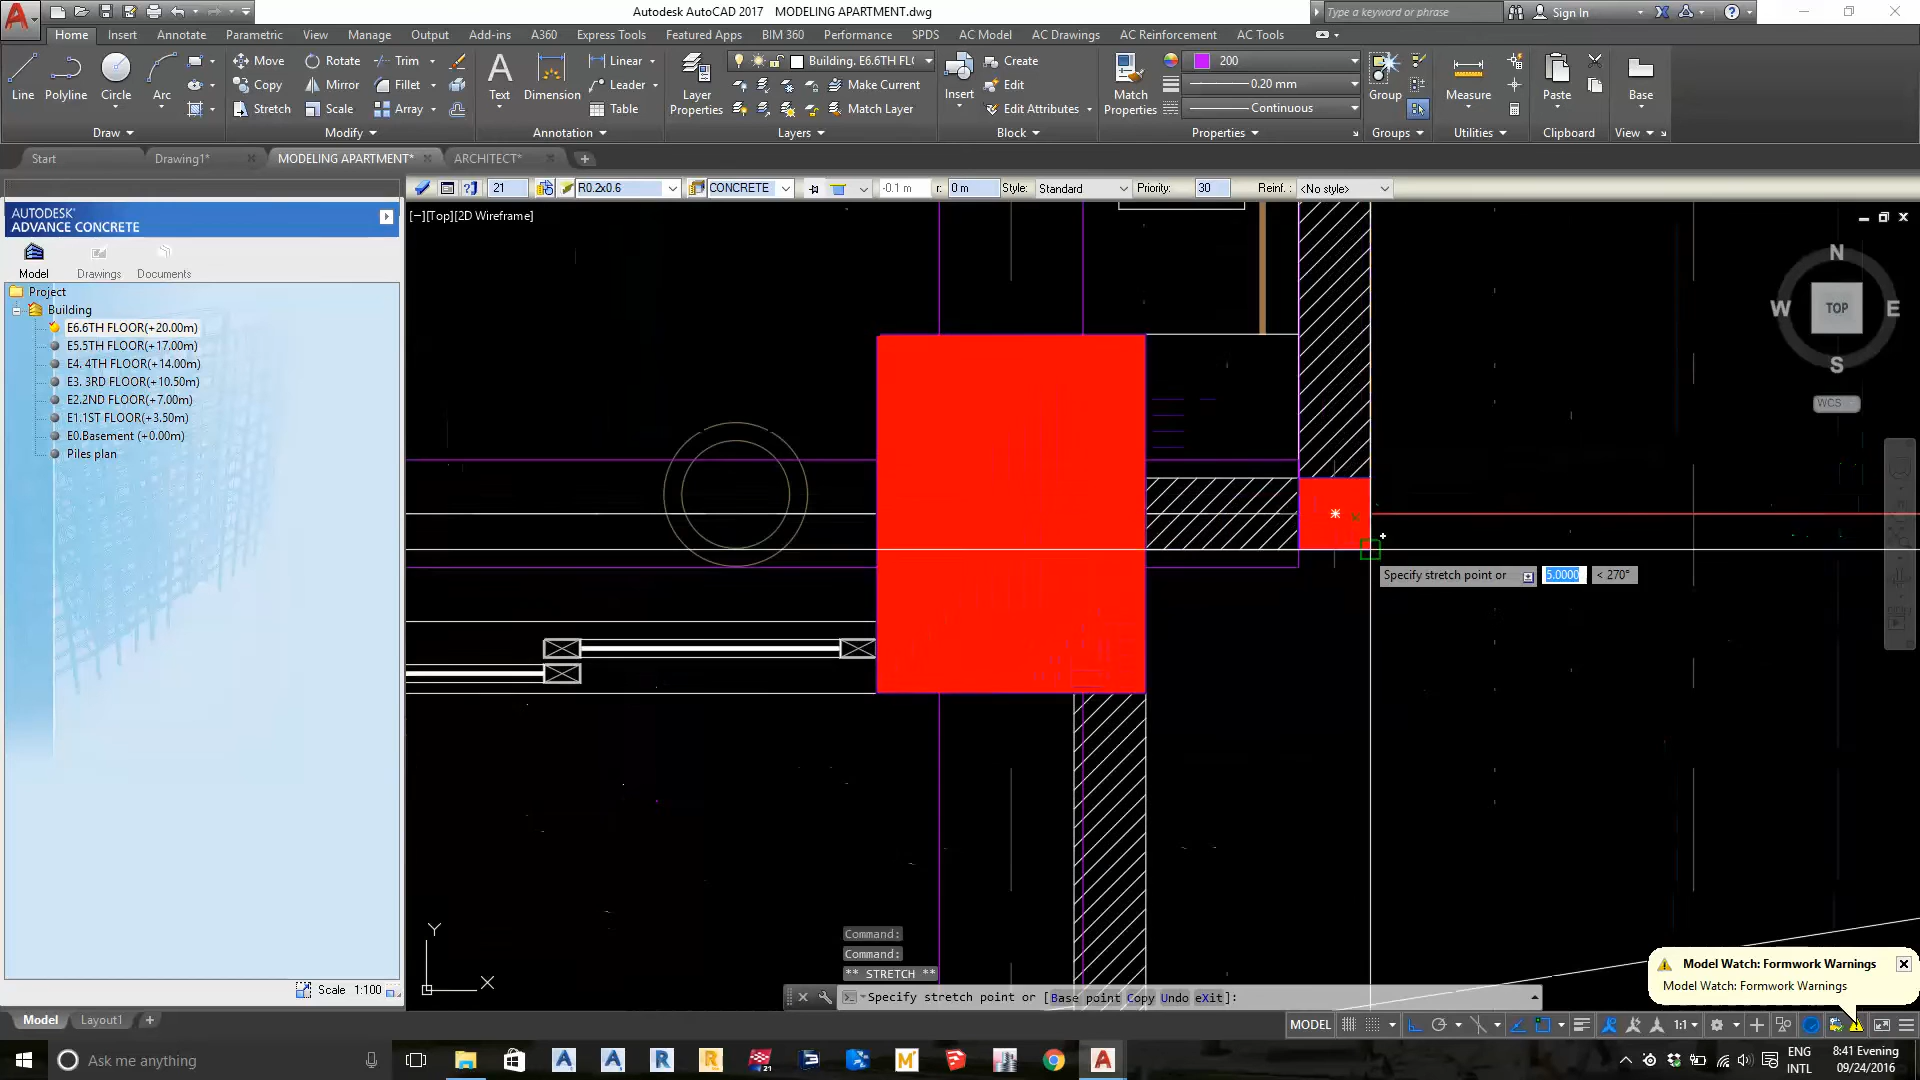 Autodesk AutoCAD 2017 MODELING APARTMENT.dwg
Type a keyword or phrase
Sign In
Home Insert Annotate Parametric View Manage Output Add-ins A360 Express Tools Featured Apps BIM 360 Performance SPDS AC Model AC Drawings AC Reinforcement AC Tools
Line Polyline Circle Arc
Move Rotate Trim
Copy Mirror Fillet
Stretch Scale Array
Text Dimension
Linear
Leader
Table
Layer Properties
Building. E6.6TH FL(
Make Current
Match Layer
Insert
Create
Edit
Edit Attributes
Match Properties
200
0.20 mm
Continuous
Group
Measure
Paste
Base
Draw Modify Annotation Layers Block Properties Groups Utilities Clipboard View
Start Drawing1* MODELING APARTMENT* ARCHITECT*
21 R0.2x0.6 CONCRETE -0.1 m r: 0 m Style: Standard Priority: 30 Reinf.: <No style>
AUTODESK®
ADVANCE CONCRETE
Model Drawings Documents
Project
Building
E6.6TH FLOOR(+20.00m)
E5.5TH FLOOR(+17.00m)
E4. 4TH FLOOR(+14.00m)
E3. 3RD FLOOR(+10.50m)
E2.2ND FLOOR(+7.00m)
E1.1ST FLOOR(+3.50m)
E0.Basement (+0.00m)
Piles plan
Scale 1:100
[−][Top][2D Wireframe]
N
W TOP E
S
WCS
Specify stretch point or 5.0000 < 270°
Y
X
Command:
Command:
** STRETCH **
Specify stretch point or [Base point Copy Undo eXit]:
Model Watch: Formwork Warnings
Model Watch: Formwork Warnings
Model Layout1
MODEL 1:1
Ask me anything
21
ENG
INTL
8:41 Evening
09/24/2016